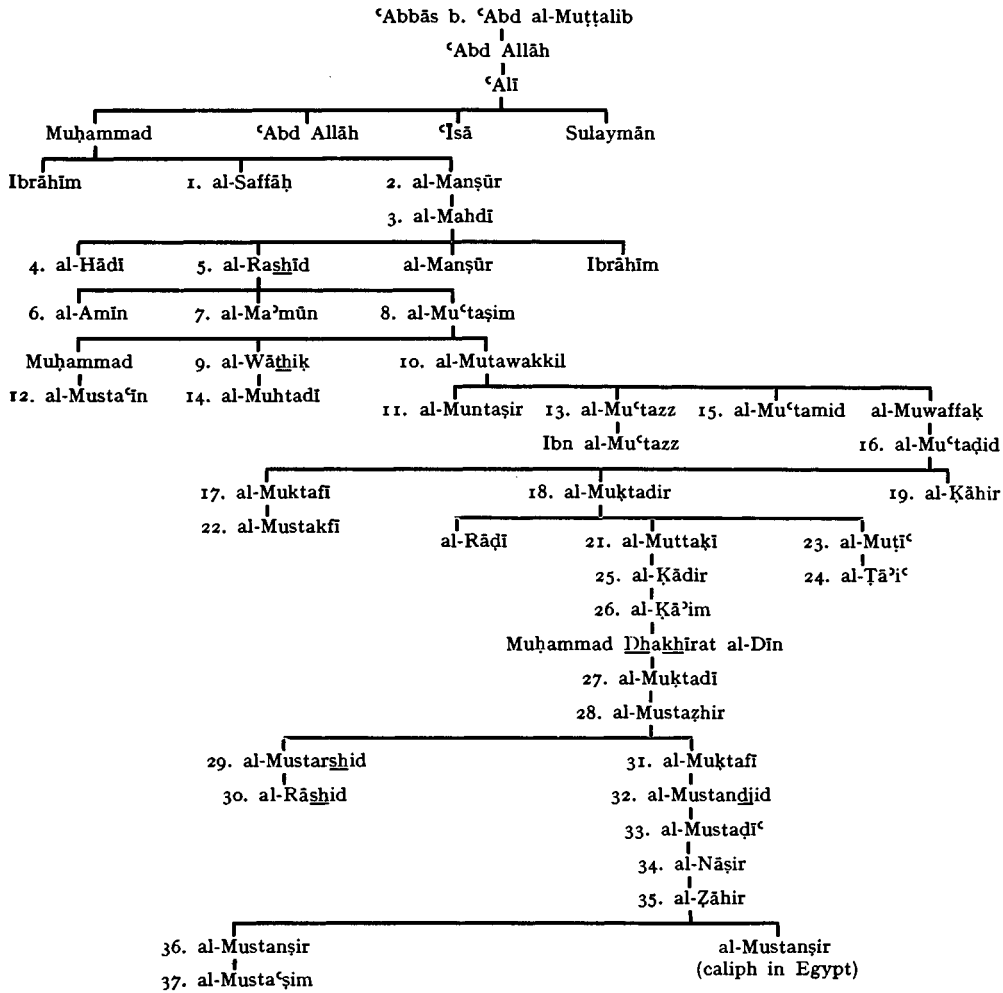 ʿAbbās b. ʿAbd al-Muṭṭalib
ʿAbd Allāh
ʿAlī
Muḥammad ʿAbd Allāh ʿĪsā Sulaymān
Ibrāhīm 1. al-Saffāḥ 2. al-Manṣūr
3. al-Mahdī
4. al-Hādī 5. al-Rashīd al-Manṣūr Ibrāhīm
6. al-Amīn 7. al-Maʾmūn 8. al-Muʿtaṣim
Muḥammad 9. al-Wāthiḳ 10. al-Mutawakkil
12. al-Mustaʿīn 14. al-Muhtadī
11. al-Muntaṣir 13. al-Muʿtazz 15. al-Muʿtamid al-Muwaffaḳ
Ibn al-Muʿtazz 16. al-Muʿtaḍid
17. al-Muktafī 18. al-Muḳtadir 19. al-Ḳāhir
22. al-Mustakfī
al-Rāḍī 21. al-Muttaḳī 23. al-Muṭīʿ
25. al-Ḳādir 24. al-Ṭāʾiʿ
26. al-Ḳāʾim
Muḥammad Dhakhīrat al-Dīn
27. al-Muḳtadī
28. al-Mustaẓhir
29. al-Mustarshid 31. al-Muḳtafī
30. al-Rāshid 32. al-Mustandjid
33. al-Mustaḍīʿ
34. al-Nāṣir
35. al-Ẓāhir
36. al-Mustanṣir al-Mustanṣir
(caliph in Egypt)
37. al-Mustaʿṣim